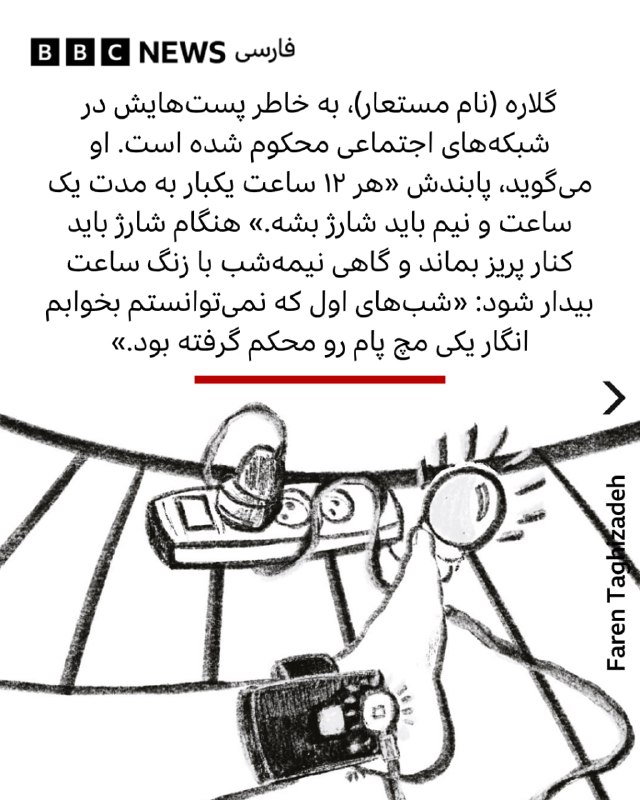 BBC NEWS فارسی
گلاره (نام مستعار)، به خاطر پست‌هایش در
شبکه‌های اجتماعی محکوم شده است. او
می‌گوید، پابندش «هر ۱۲ ساعت یکبار به مدت یک
ساعت و نیم باید شارژ بشه.» هنگام شارژ باید
کنار پریز بماند و گاهی نیمه‌شب با زنگ ساعت
بیدار شود: «شب‌های اول که نمی‌توانستم بخوابم
انگار یکی مچ پام رو محکم گرفته بود.»
Faren Taghizadeh